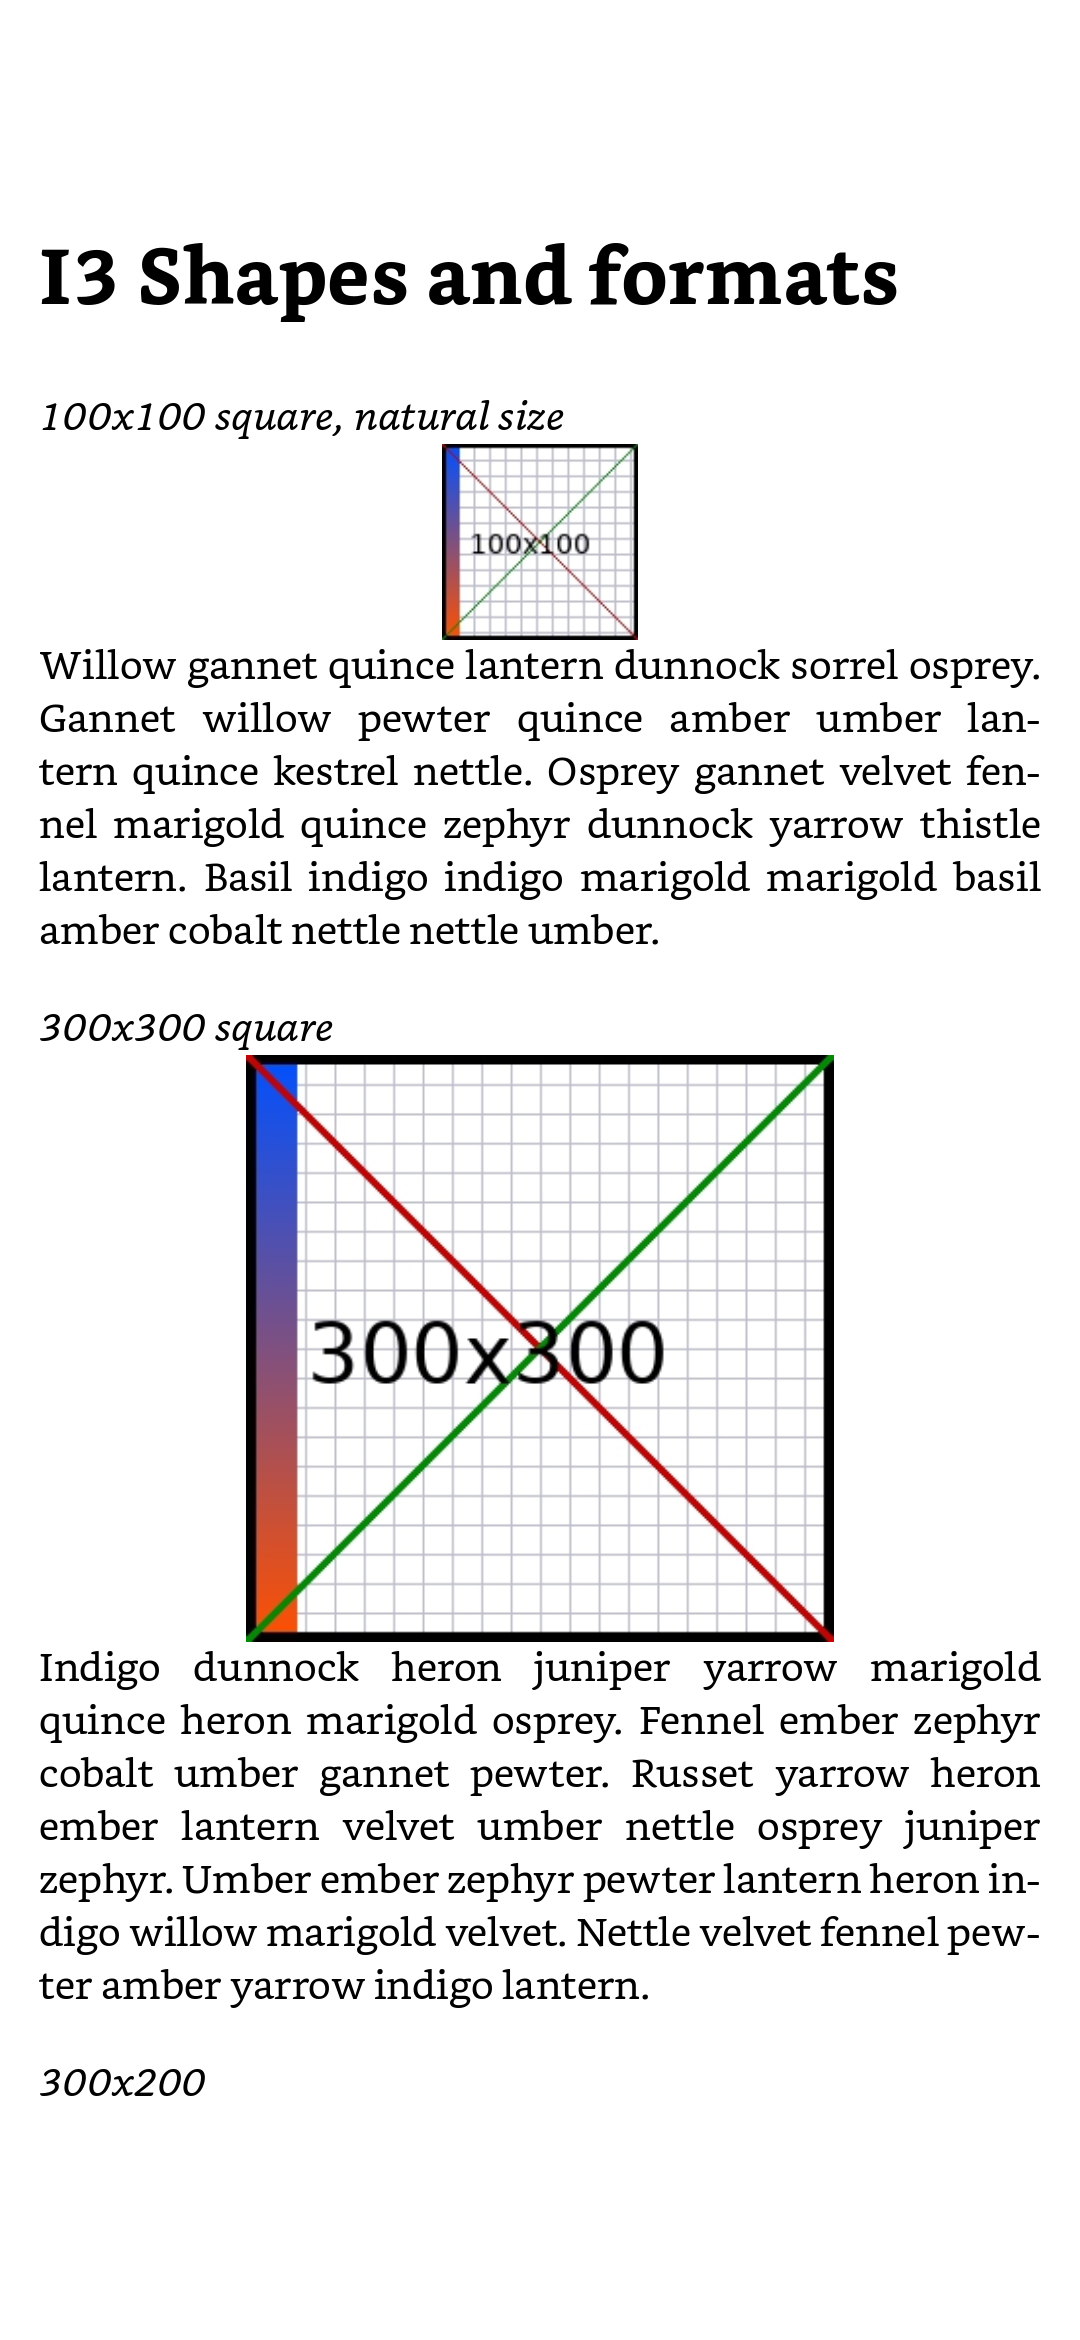 I3 Shapes and formats
100x100 square, natural size
100x100
Willow gannet quince lantern dunnock sorrel osprey.
Gannet willow pewter quince amber umber lan-
tern quince kestrel nettle. Osprey gannet velvet fen-
nel marigold quince zephyr dunnock yarrow thistle
lantern. Basil indigo indigo marigold marigold basil
amber cobalt nettle nettle umber.
300x300 square
300x300
Indigo dunnock heron juniper yarrow marigold
quince heron marigold osprey. Fennel ember zephyr
cobalt umber gannet pewter. Russet yarrow heron
ember lantern velvet umber nettle osprey juniper
zephyr. Umber ember zephyr pewter lantern heron in-
digo willow marigold velvet. Nettle velvet fennel pew-
ter amber yarrow indigo lantern.
300x200